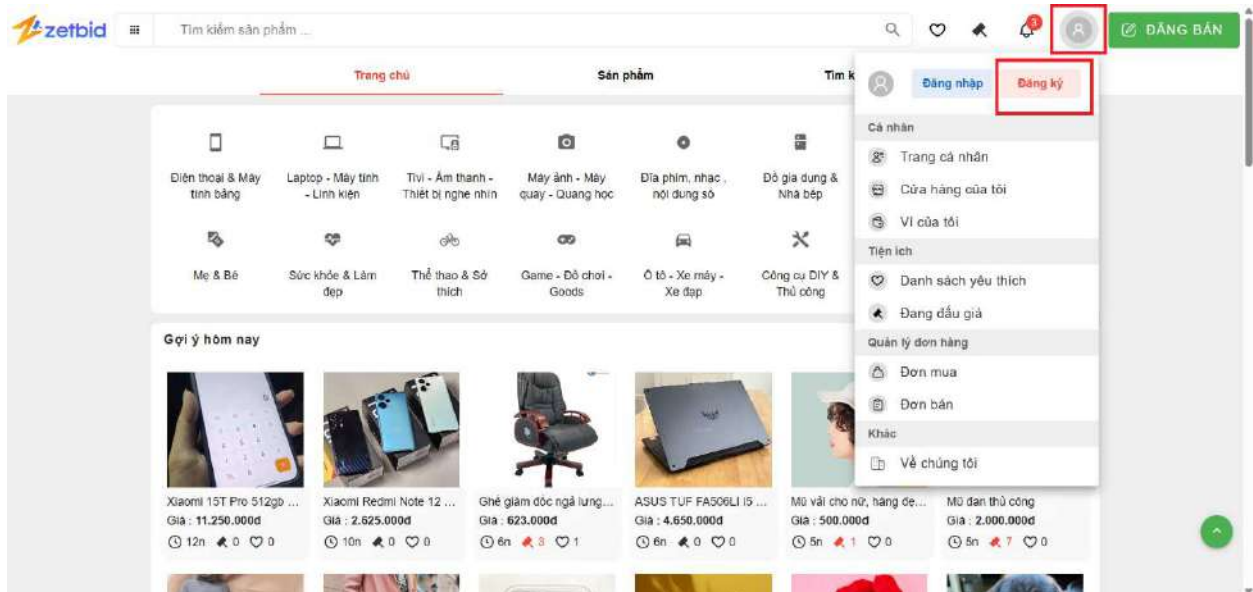 zetbid
Tìm kiếm sản phẩm ...
3
ĐĂNG BÁN
Trang chủ
Sản phẩm
Tìm k
Đăng nhập
Đăng ký
Điện thoại & Máy
tính bảng
Laptop - Máy tính
- Linh kiện
Tivi - Âm thanh -
Thiết bị nghe nhìn
Máy ảnh - Máy
quay - Quang học
Đĩa phim, nhạc ,
nội dung số
Đồ gia dụng &
Nhà bếp
Mẹ & Bé
Sức khỏe & Làm
đẹp
Thể thao & Sở
thích
Game - Đồ chơi -
Goods
Ô tô - Xe máy -
Xe đạp
Công cụ DIY &
Thủ công
Cá nhân
Trang cá nhân
Cửa hàng của tôi
Ví của tôi
Tiện ích
Danh sách yêu thích
Đang đấu giá
Quản lý đơn hàng
Đơn mua
Đơn bán
Khác
Về chúng tôi
Gợi ý hôm nay
Xiaomi 15T Pro 512gb ...
Giá : 11.250.000đ
12n 0 0
Xiaomi Redmi Note 12 ...
Giá : 2.625.000đ
10n 0 0
Ghế giám đốc ngả lưng...
Giá : 623.000đ
6n 3 1
ASUS TUF FA506LI I5 ...
Giá : 4.650.000đ
6n 0 0
Mũ vải cho nữ, hàng đẹ...
Giá : 500.000đ
5n 1 0
Mũ đan thủ công
Giá : 2.000.000đ
5n 7 0